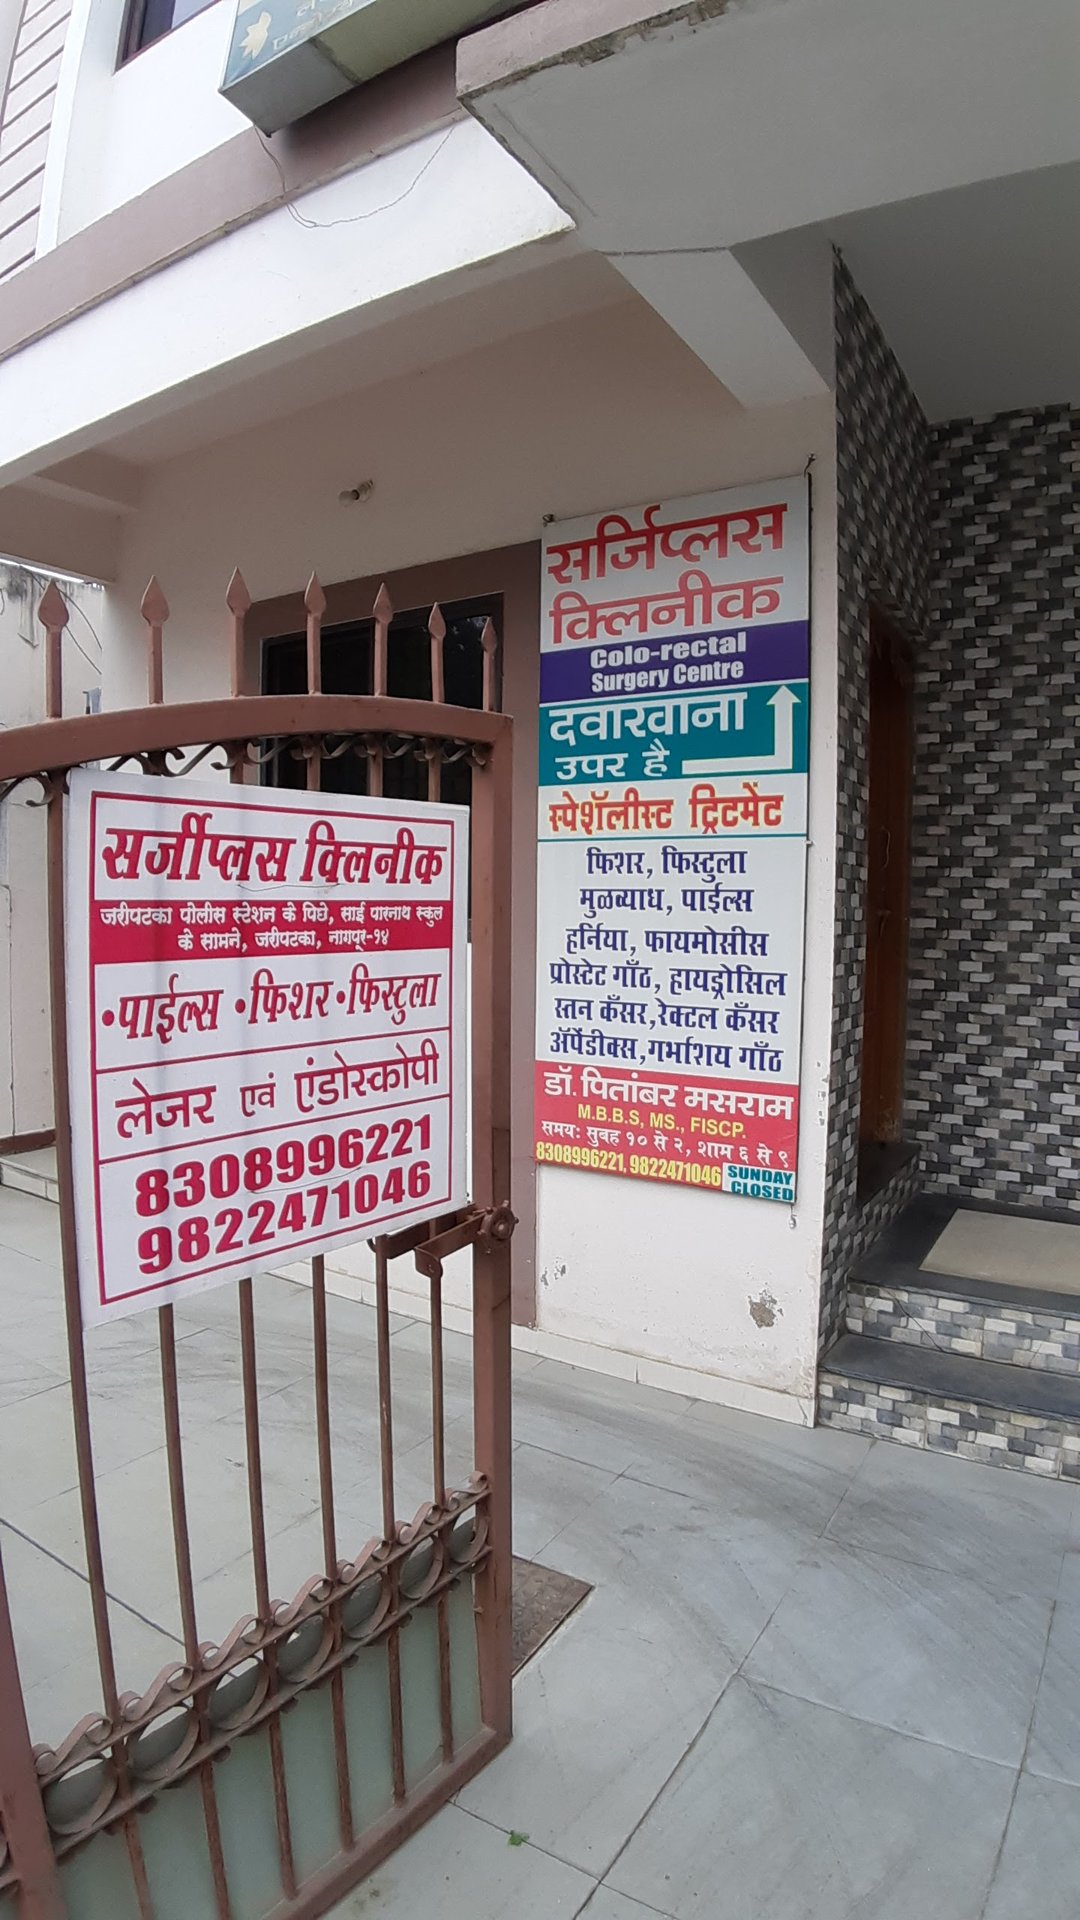 सर्जिप्लस
क्लिनीक
Colo-rectal
Surgery Centre
दवाखाना
उपर है
स्पेशॅलीस्ट ट्रिटमेंट
फिशर, फिस्टुला
मुळव्याध, पाईल्स
हर्निया, फायमोसीस
प्रोस्टेट गाँठ, हायड्रोसिल
स्तन कँसर,रेक्टल कँसर
ॲपेंडीक्स,गर्भाशिय गाँठ
डॉ. पितांबर मसराम
M.B.B.S, MS., FISCP.
समय: सुबह १० से २, शाम ६ से ९
8308996221, 9822471046
SUNDAY
CLOSED
सर्जीप्लस क्लिनीक
जरीपटका पोलीस स्टेशन के पिछे, साई पारनाथ स्कुल
के सामने, जरीपटका, नागपूर-१४
•पाईल्स •फिशर •फिस्टुला
लेजर एवं एंडोस्कोपी
8308996221
9822471046